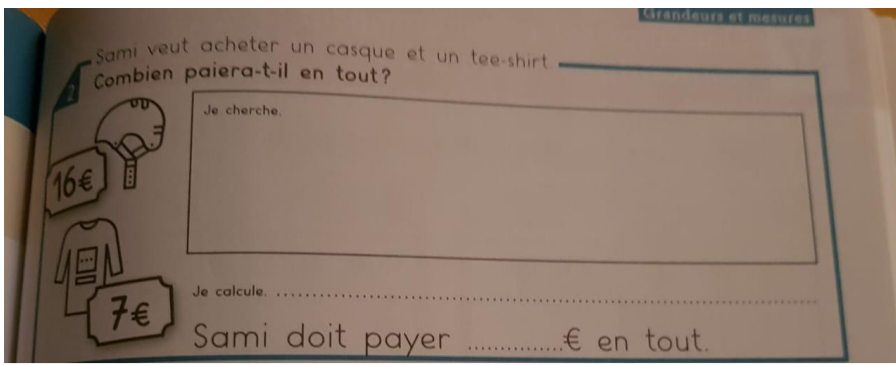 Grandeurs et mesures
Sami veut acheter un casque et un tee-shirt
2 Combien paiera-t-il en tout?
Je cherche.
16€
7€
Je calcule. ..........................................................................................
Sami doit payer ..............€ en tout.